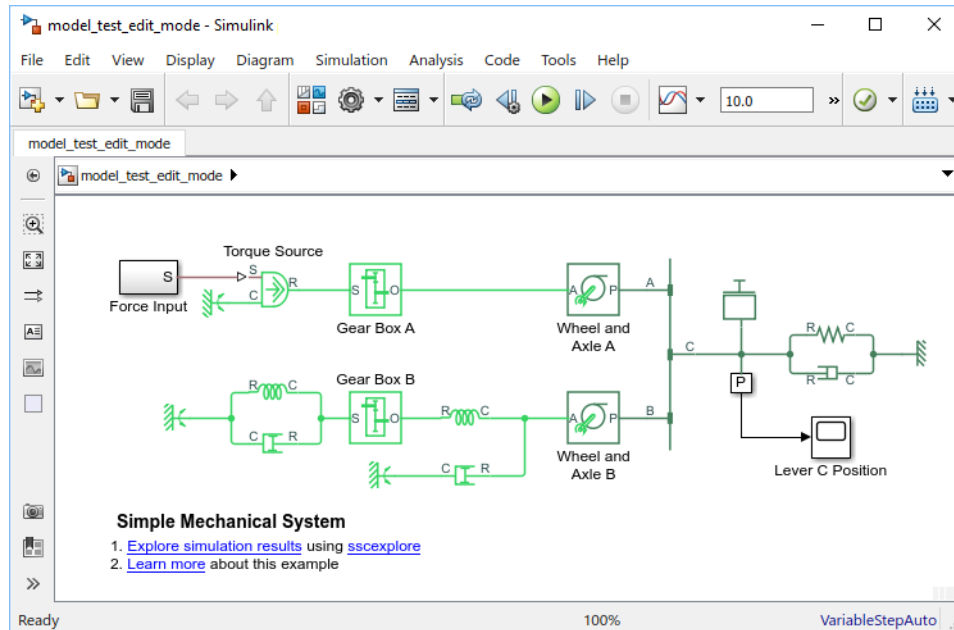 model_test_edit_mode - Simulink
File Edit View Display Diagram Simulation Analysis Code Tools Help
10.0 »
model_test_edit_mode
model_test_edit_mode
Torque Source
S
S
C
R
Force Input
S O
Gear Box A
A P
Wheel and
Axle A
A
C
R C
R C
P
Lever C Position
Gear Box B
R C
C R
S O
R C
C R
A P
Wheel and
Axle B
B
Simple Mechanical System
1. Explore simulation results using sscexplore
2. Learn more about this example
Ready 100% VariableStepAuto